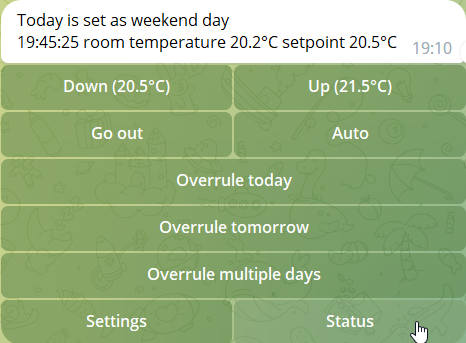 Today is set as weekend day
19:45:25 room temperature 20.2°C setpoint 20.5°C
19:10
Down (20.5°C) Up (21.5°C)
Go out Auto
Overrule today
Overrule tomorrow
Overrule multiple days
Settings Status